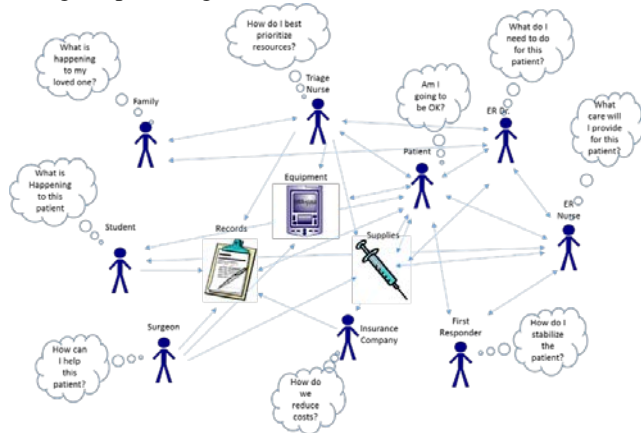 How do I best
prioritize
resources?
What do I
need to do
for this
patient?
What is
happening
to my
loved one?
Triage
Nurse
Am I
going to
be OK?
ER Dr.
Family
What
care will I
provide for
this
patient?
Patient
What is
Happening
to this
patient
Equipment
ER
Nurse
Student
Records
Supplies
Surgeon
Insurance
Company
First
Responder
How can
I help
this
patient?
How do I
stabilize
the
patient?
How do
we
reduce
costs?